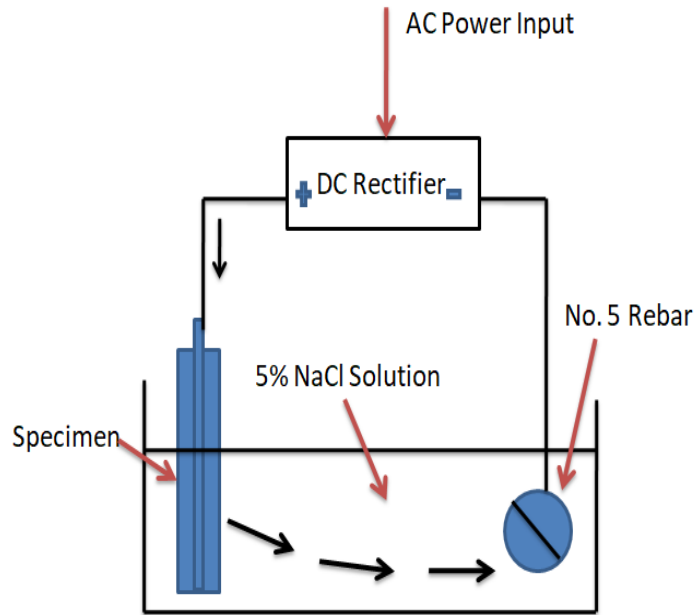 AC Power Input
+ DC Rectifier -
No. 5 Rebar
5% NaCl Solution
Specimen